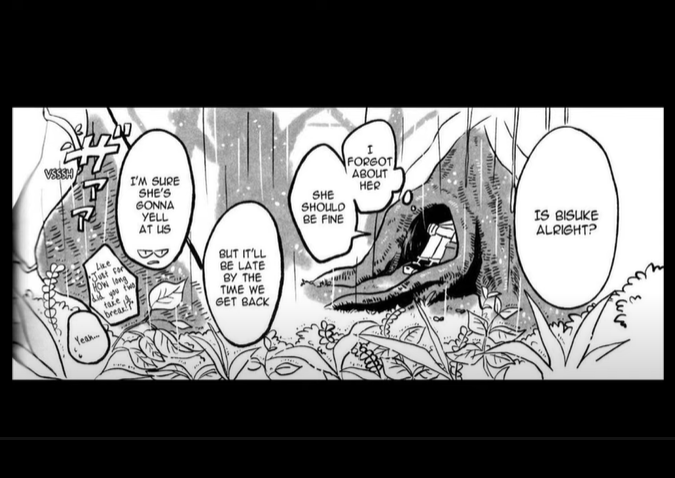 IS BISUKE
ALRIGHT?
I
FORGOT
ABOUT
HER
SHE
SHOULD
BE FINE
BUT IT'LL
BE LATE
BY THE
TIME WE
GET BACK
I'M SURE
SHE'S
GONNA
YELL
AT US
ザァァー
VSSSH
Like
Just for
HOW long
did you two
take a
break?
Yeah...